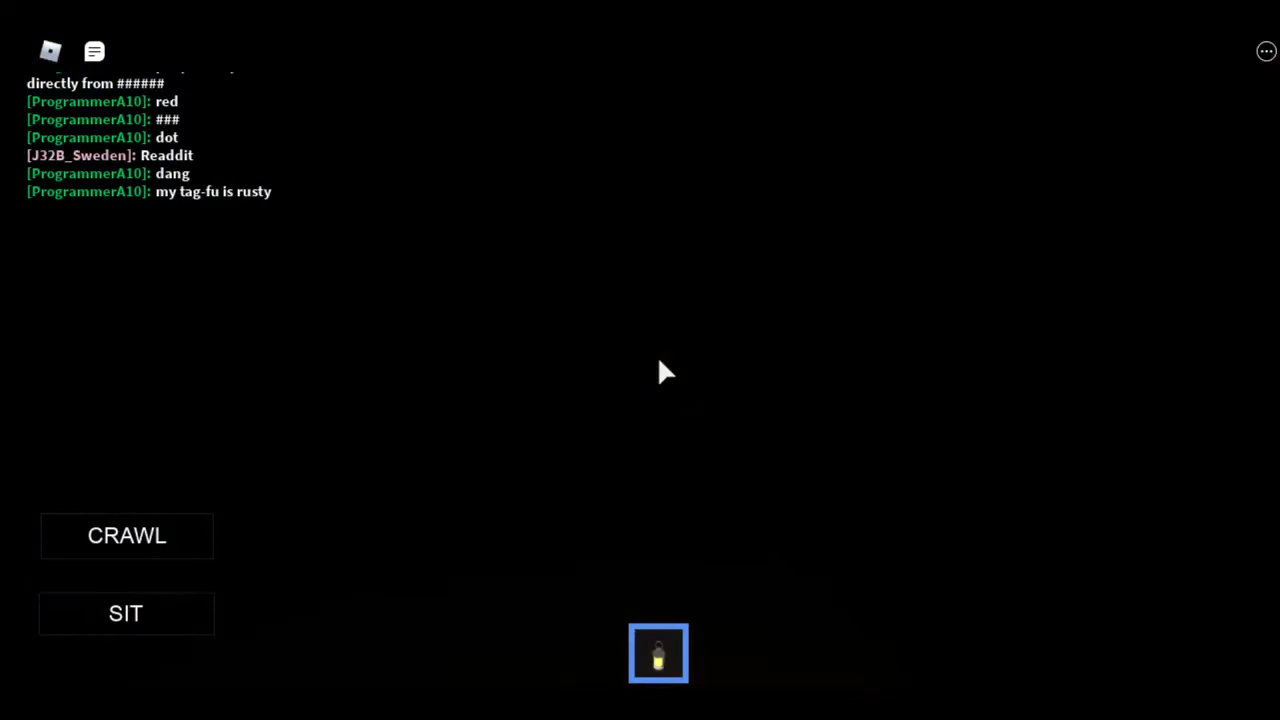 directly from ######
[ProgrammerA10]: red
[ProgrammerA10]: ###
[ProgrammerA10]: dot
[J32B_Sweden]: Readdit
[ProgrammerA10]: dang
[ProgrammerA10]: my tag-fu is rusty
CRAWL
SIT